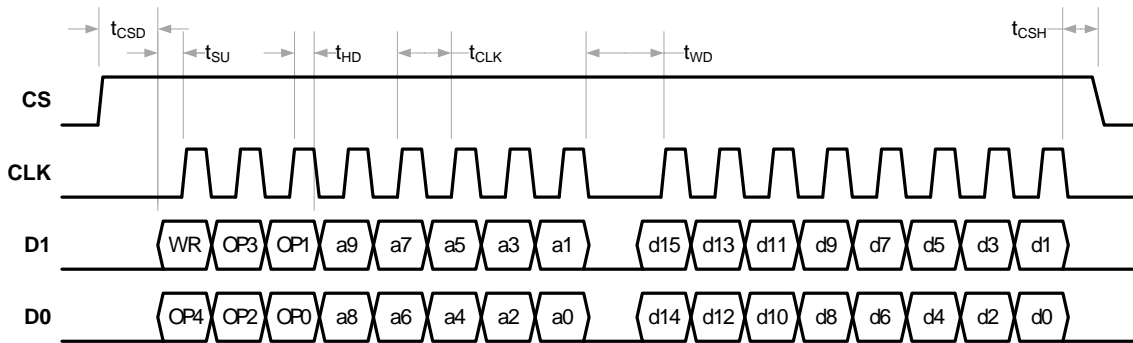 tCSD tCSH
tSU tHD tCLK tWD
CS
CLK
D1 WR OP3 OP1 a9 a7 a5 a3 a1 d15 d13 d11 d9 d7 d5 d3 d1
D0 OP4 OP2 OP0 a8 a6 a4 a2 a0 d14 d12 d10 d8 d6 d4 d2 d0